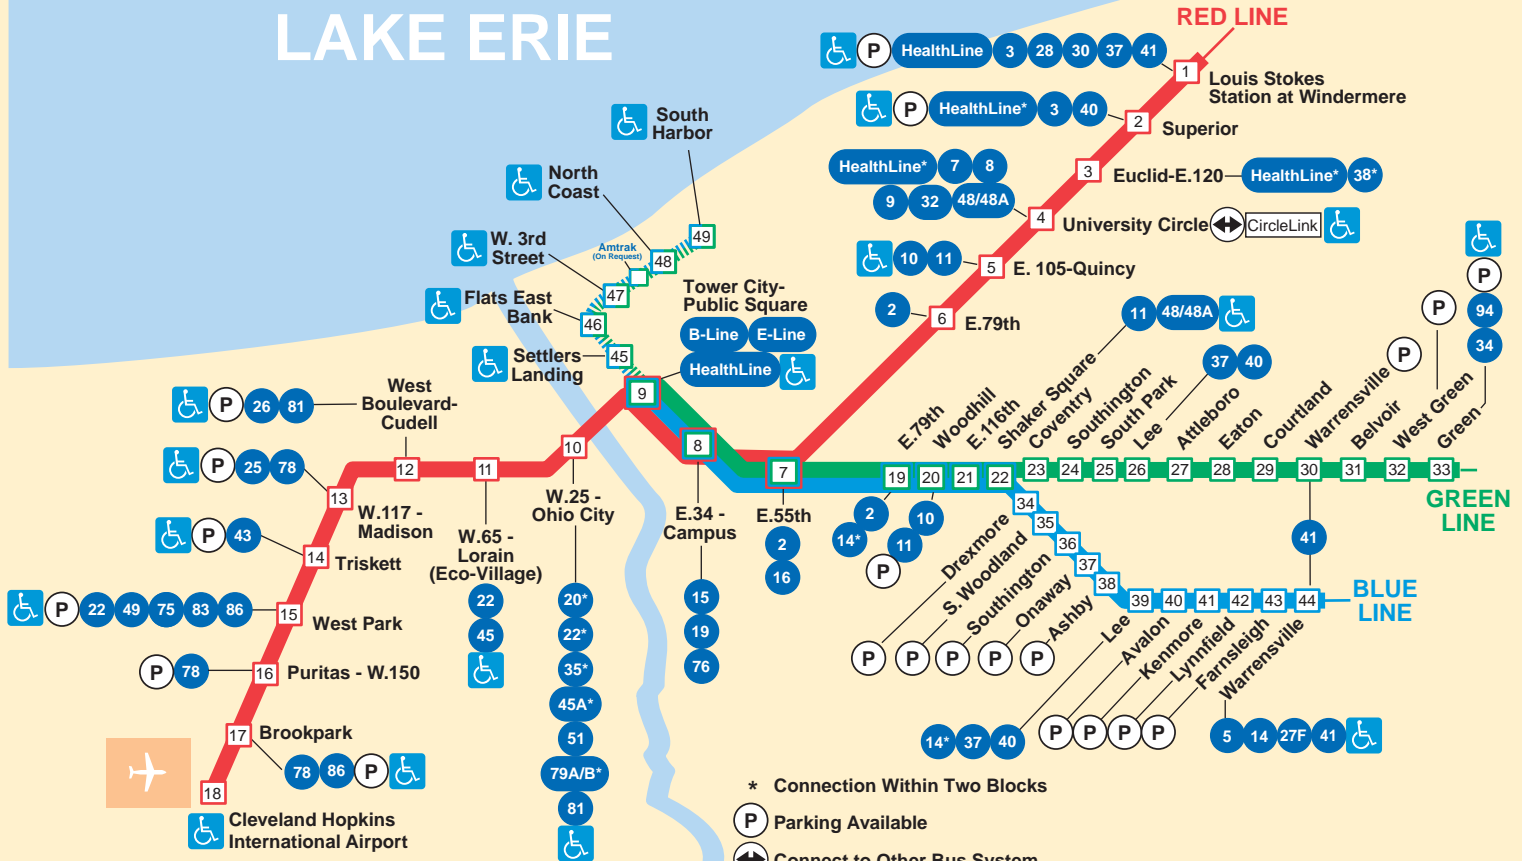 LAKE ERIE
RED LINE
P HealthLine 3 28 30 37 41
1
Louis Stokes
Station at Windermere
P HealthLine* 3 40
2
Superior
HealthLine* 7 8
9 32 48/48A
3
Euclid-E.120
HealthLine* 38*
4
University Circle
CircleLink
10 11
5
E. 105-Quincy
2
6
E.79th
South
Harbor
49
North
Coast
48
Amtrak
(On Request)
W. 3rd
Street
47
Flats East
Bank
46
Settlers
Landing
45
Tower City-
Public Square
B-Line E-Line
HealthLine
9
8
E.34 -
Campus
15
19
76
7
E.55th
2
16
10
W.25 -
Ohio City
20*
22*
35*
45A*
51
79A/B*
81
11
W.65 -
Lorain
(Eco-Village)
22
45
12
West
Boulevard-
Cudell
P 26 81
13
W.117 -
Madison
P 25 78
14
Triskett
P 43
15
West Park
P 22 49 75 83 86
16
Puritas - W.150
P 78
17
Brookpark
78 86 P
18
Cleveland Hopkins
International Airport
E.79th
Woodhill
E.116th
Shaker Square
11 48/48A
Coventry
Southington
South Park
Lee
37 40
Attleboro
Eaton
Courtland
Warrensville
P
Belvoir
West Green
P
Green
P
94
34
19 20 21 22 23 24 25 26 27 28 29 30 31 32 33
GREEN
LINE
2
14*
10
11
P
41
34
35
36
37
38
39 40 41 42 43 44
BLUE
LINE
Drexmore
S. Woodland
Southington
Onaway
Ashby
P P P P P
Lee
Avalon
Kenmore
Lynnfield
Farnsleigh
Warrensville
14* 37 40
P P P P
5 14 27F 41
* Connection Within Two Blocks
P Parking Available
Connect to Other Bus System